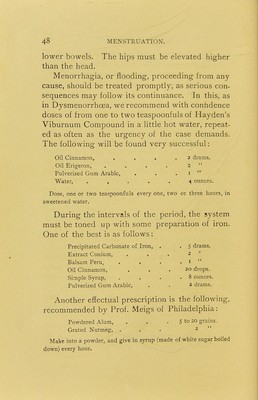 48 MENSTRUATION.
lower bowels. The hips must be elevated higher
than the head.
Menorrhagia, or flooding, proceeding from any
cause, should be treated promptly, as serious con-
sequences may follow its continuance. In this, as
in Dysmenorrhœa, we recommend with confidence
doses of from one to two teaspoonfuls of Hayden's
Viburnum Compound in a little hot water, repeat-
ed as often as the urgency of the case demands.
The following will be found very successful:
Oil Cinnamon, . . . . 2 drams.
Oil Erigeron, . . . . 2 "
Pulverized Gum Arabic, . . . 1 "
Water, . . . . . 4 ounces.
Dose, one or two teaspoonfuls every one, two or three hours, in
sweetened water.
During the intervals of the period, the system
must be toned up with some preparation of iron.
One of the best is as follows:
Precipitated Carbonate of Iron, . . 5 drams.
Extract Conium, . . . 2 "
Balsam Peru, . . . . 1 "
Oil Cinnamon, . . . 20 drops.
Simple Syrup, . . . . 8 ounces.
Pulverized Gum Arabic, . . 2 drams.
Another effectual prescription is the following,
recommended by Prof. Meigs of Philadelphia:
Powdered Alum, . . . 5 to 20 grains.
Grated Nutmeg, . . . 2 "
Make into a powder, and give in syrup (made of white sugar boiled
down) every hour.